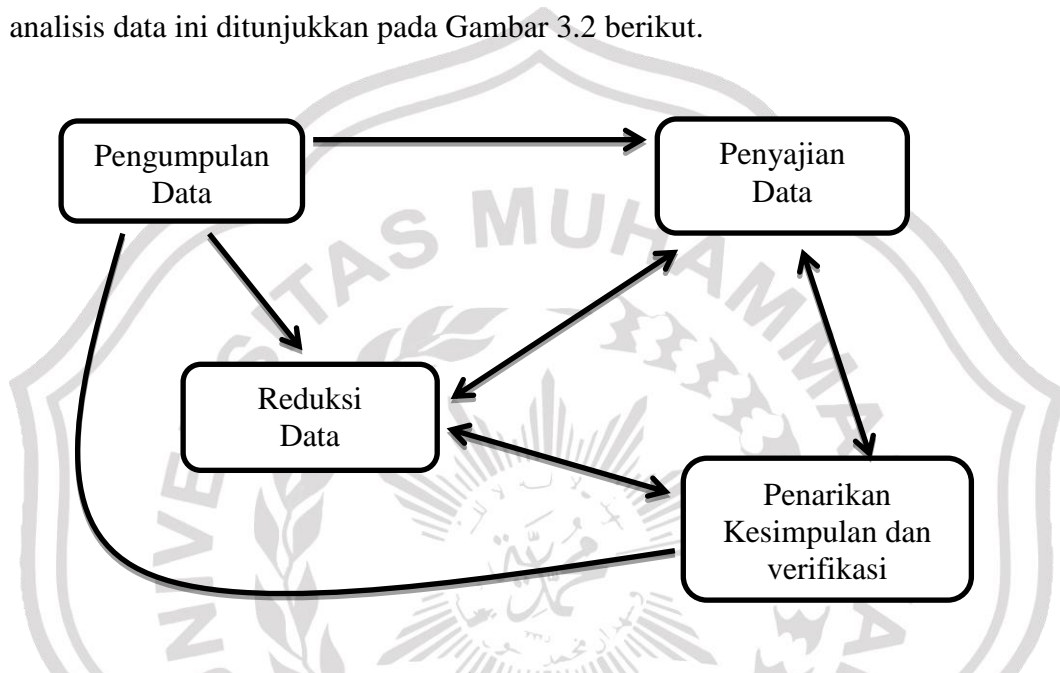 analisis data ini ditunjukkan pada Gambar 3.2 berikut.
Pengumpulan
Data
Penyajian
Data
Reduksi
Data
Penarikan
Kesimpulan dan
verifikasi